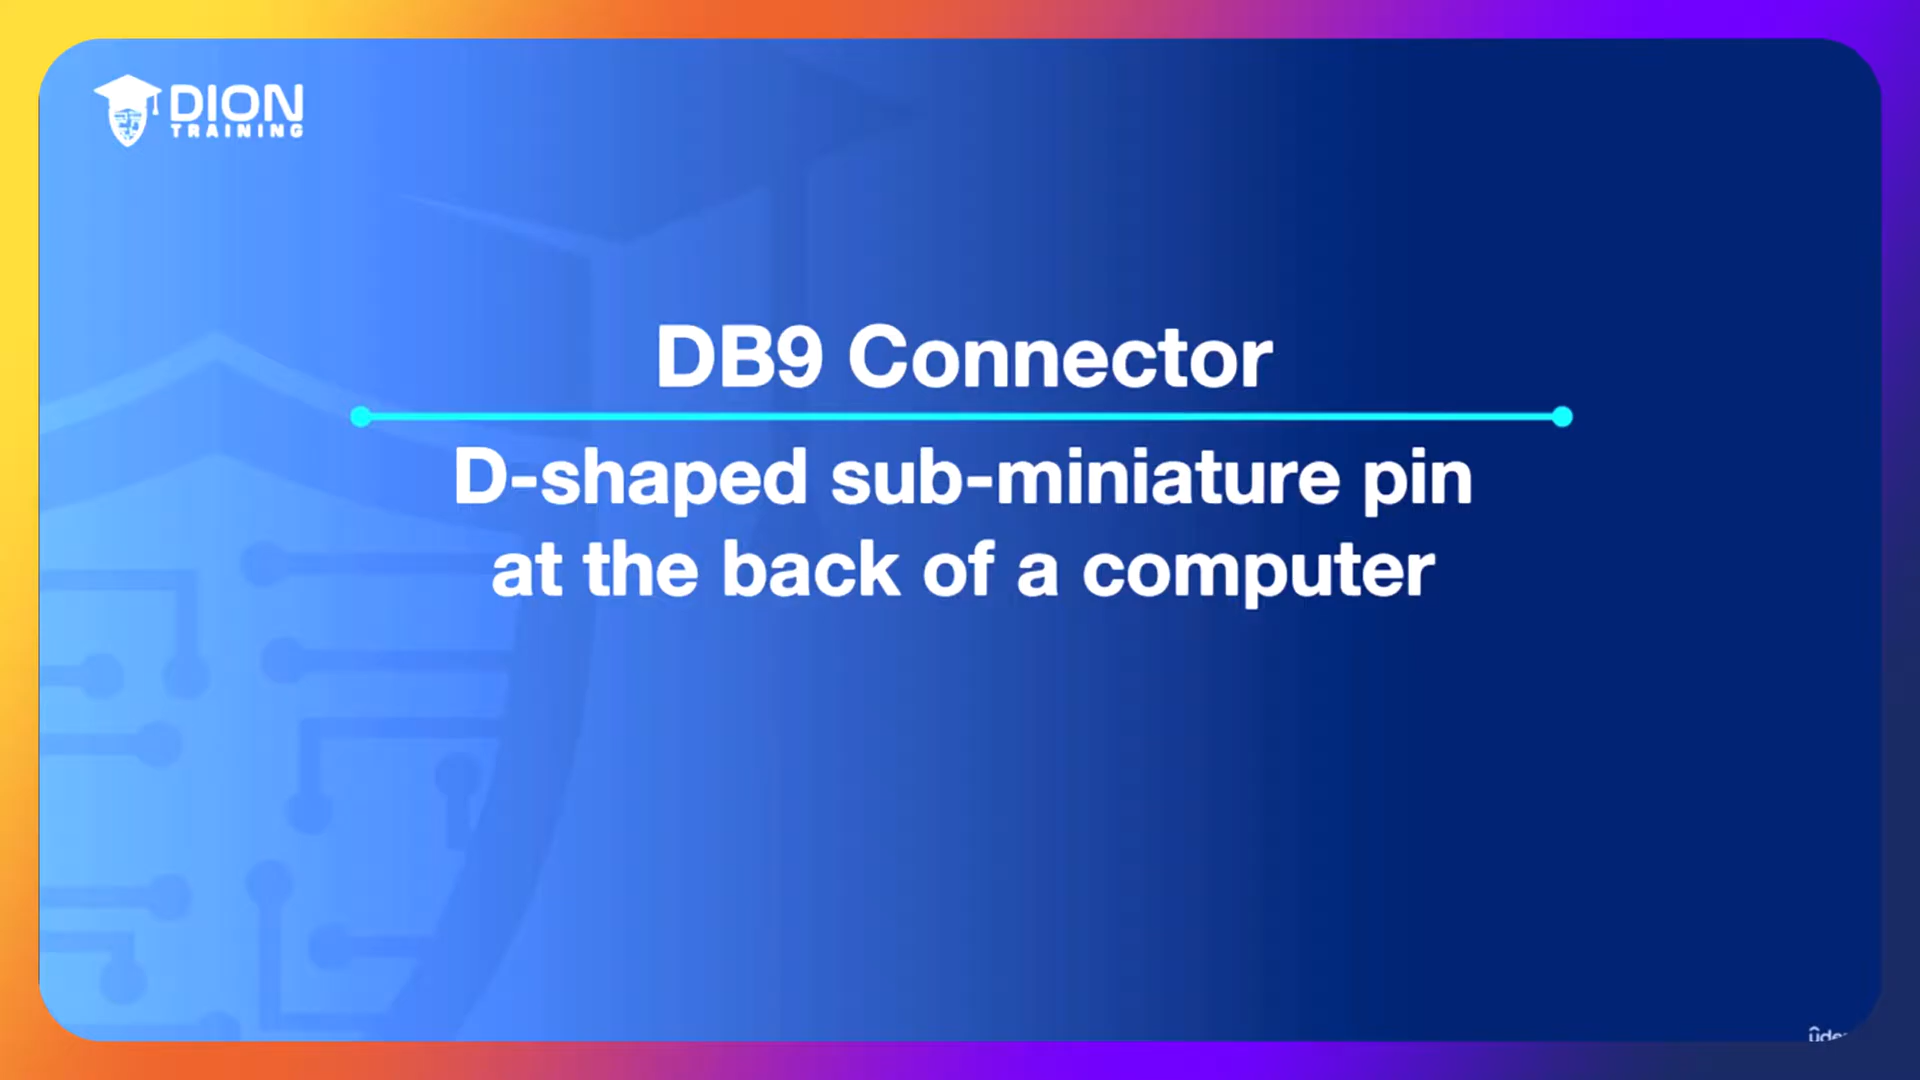 DION
TRAINING
DB9 Connector
D-shaped sub-miniature pin
at the back of a computer